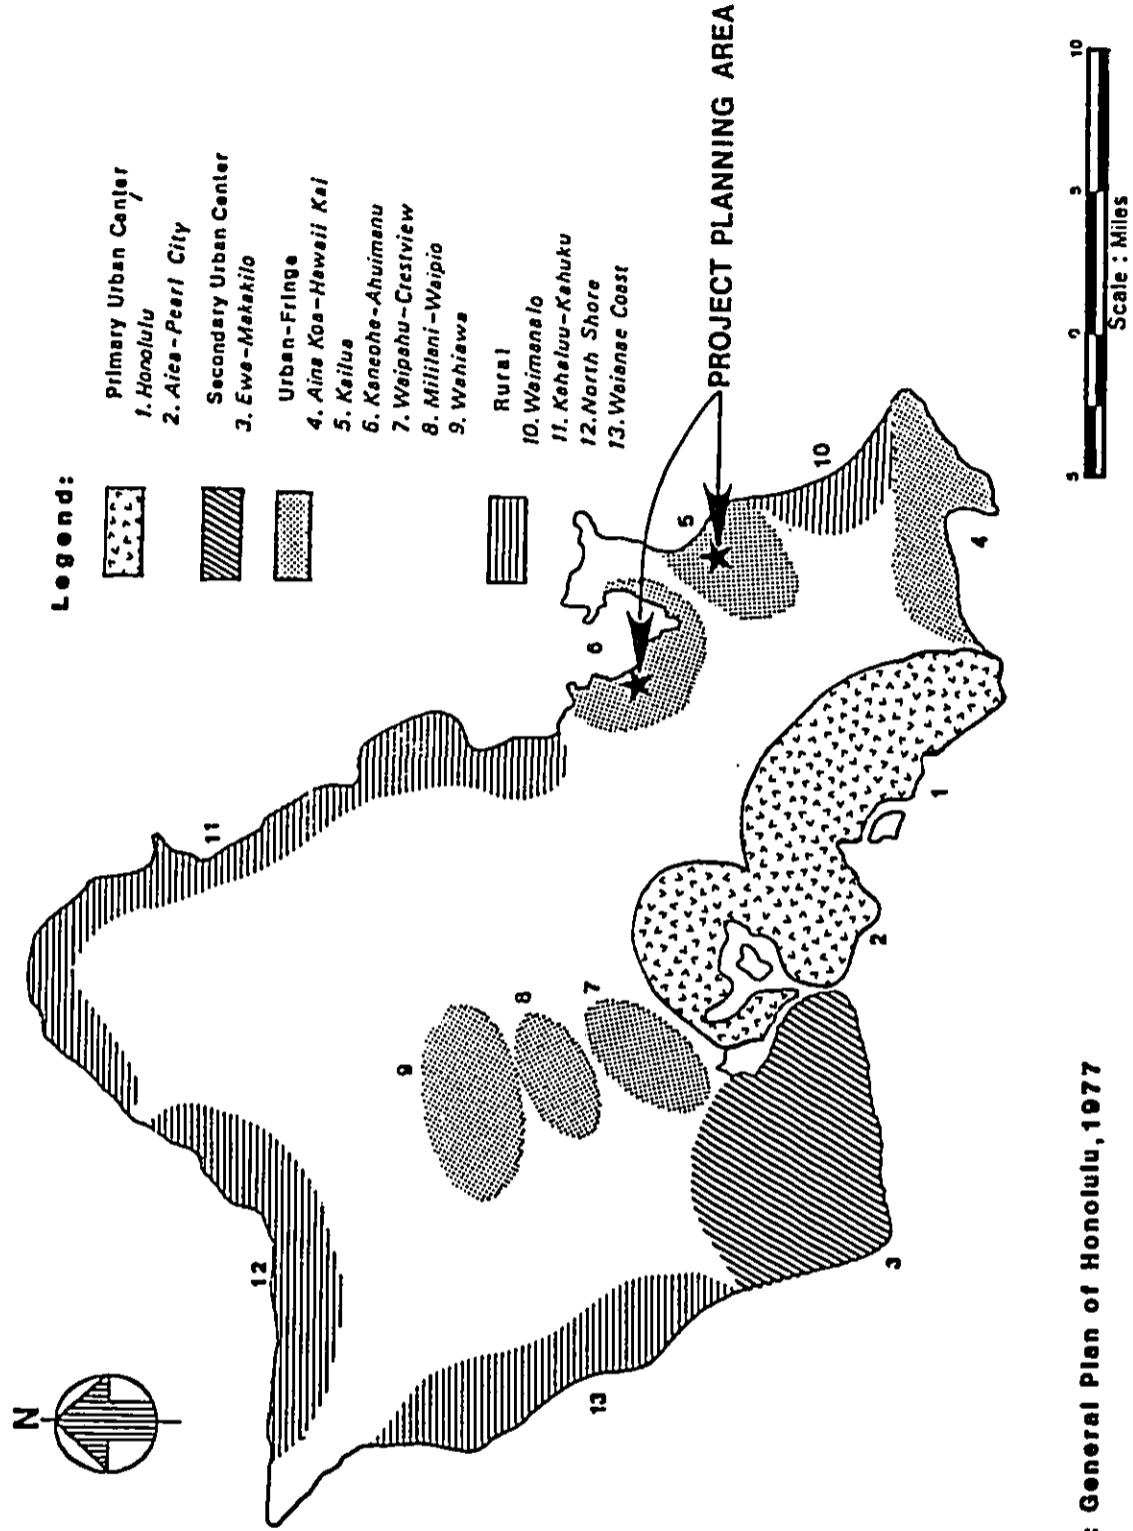 N
Legend:
Primary Urban Center
1. Honolulu
2. Aiea-Pearl City
Secondary Urban Center
3. Ewa-Makakilo
Urban-Fringe
4. Aina Koa-Hawaii Kai
5. Kailua
6. Kaneohe-Ahuimanu
7. Waipahu-Crestview
8. Mililani-Waipio
9. Wahiawa
Rural
10. Waimanalo
11. Kahaluu-Kahuku
12. North Shore
13. Waianae Coast
PROJECT PLANNING AREA
11
12
9
8
7
6
5
10
4
13
3
2
1
5 0 5 10
Scale : Miles
: General Plan of Honolulu, 1977